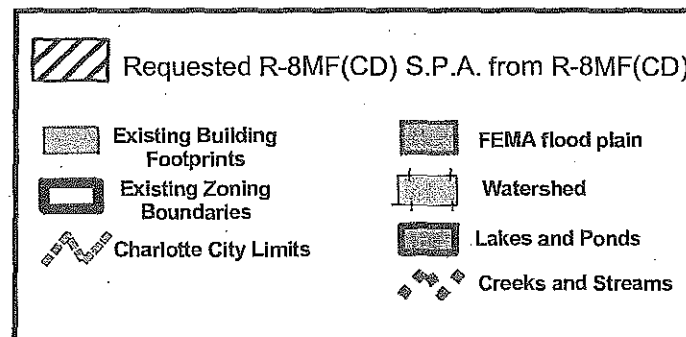 Requested R-8MF(CD) S.P.A. from R-8MF(CD)
Existing Building
Footprints
Existing Zoning
Boundaries
Charlotte City Limits
FEMA flood plain
Watershed
Lakes and Ponds
Creeks and Streams